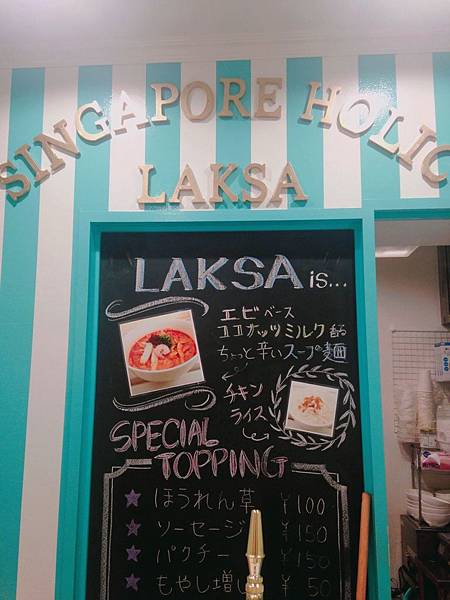 SINGAPORE HOLIC
LAKSA
LAKSA is...
エビベース
ココナッツミルク香る
ちょっと辛いスープ麺
チキン
ライス
SPECIAL
TOPPING
★ ほうれん草 ¥100
★ ソーセージ ¥150
★ パクチー ¥150
★ もやし増し ¥50